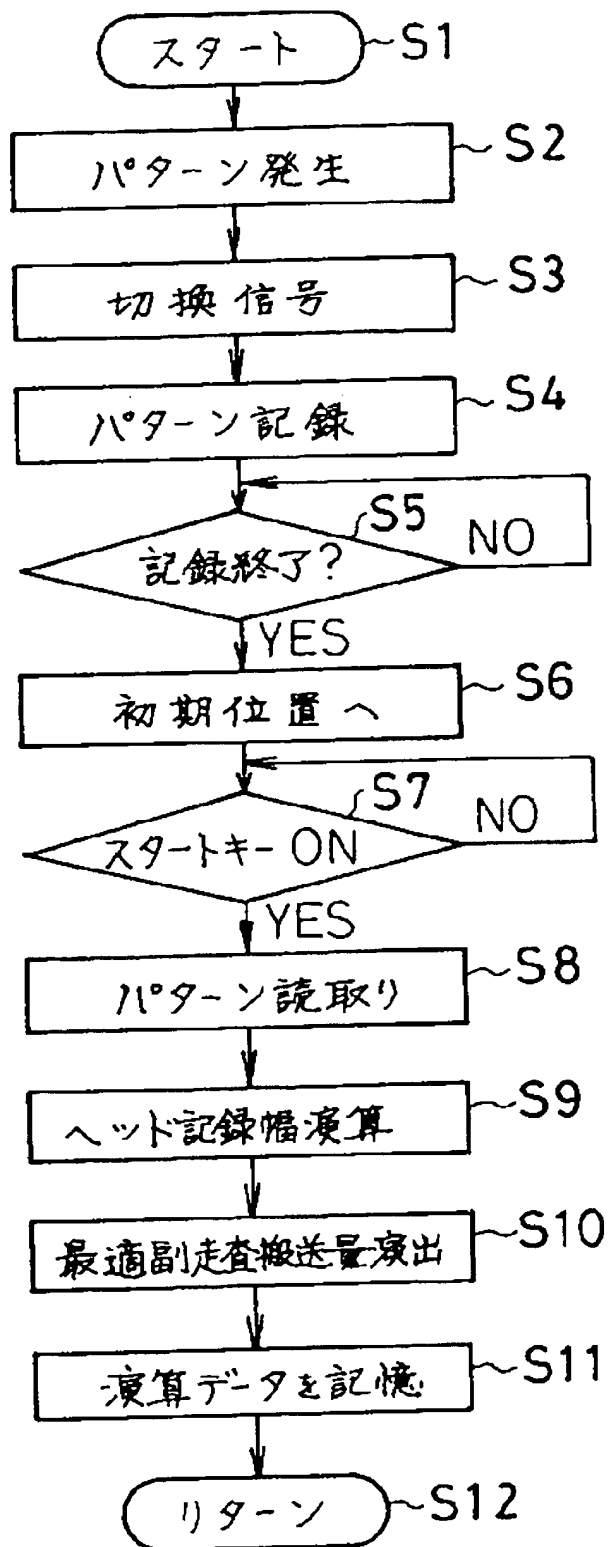 スタート S1
パターン発生 S2
切換信号 S3
パターン記録 S4
S5
記録終了? NO
YES
初期位置へ S6
S7
スタートキー ON NO
YES
パターン読取り S8
ヘッド記録幅演算 S9
最適副走査搬送量演出 S10
演算データを記憶 S11
リターン S12